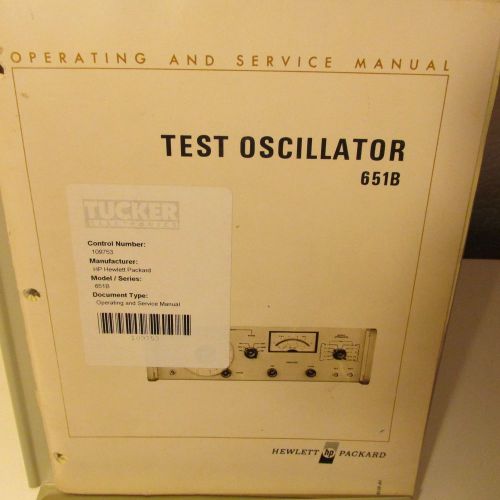 OPERATING AND SERVICE MANUAL
TEST OSCILLATOR
651B
TUCKER
ELECTRONICS
Control Number:
109753
Manufacturer:
HP Hewlett Packard
Model / Series:
651B
Document Type:
Operating and Service Manual
109753
HEWLETT hp PACKARD